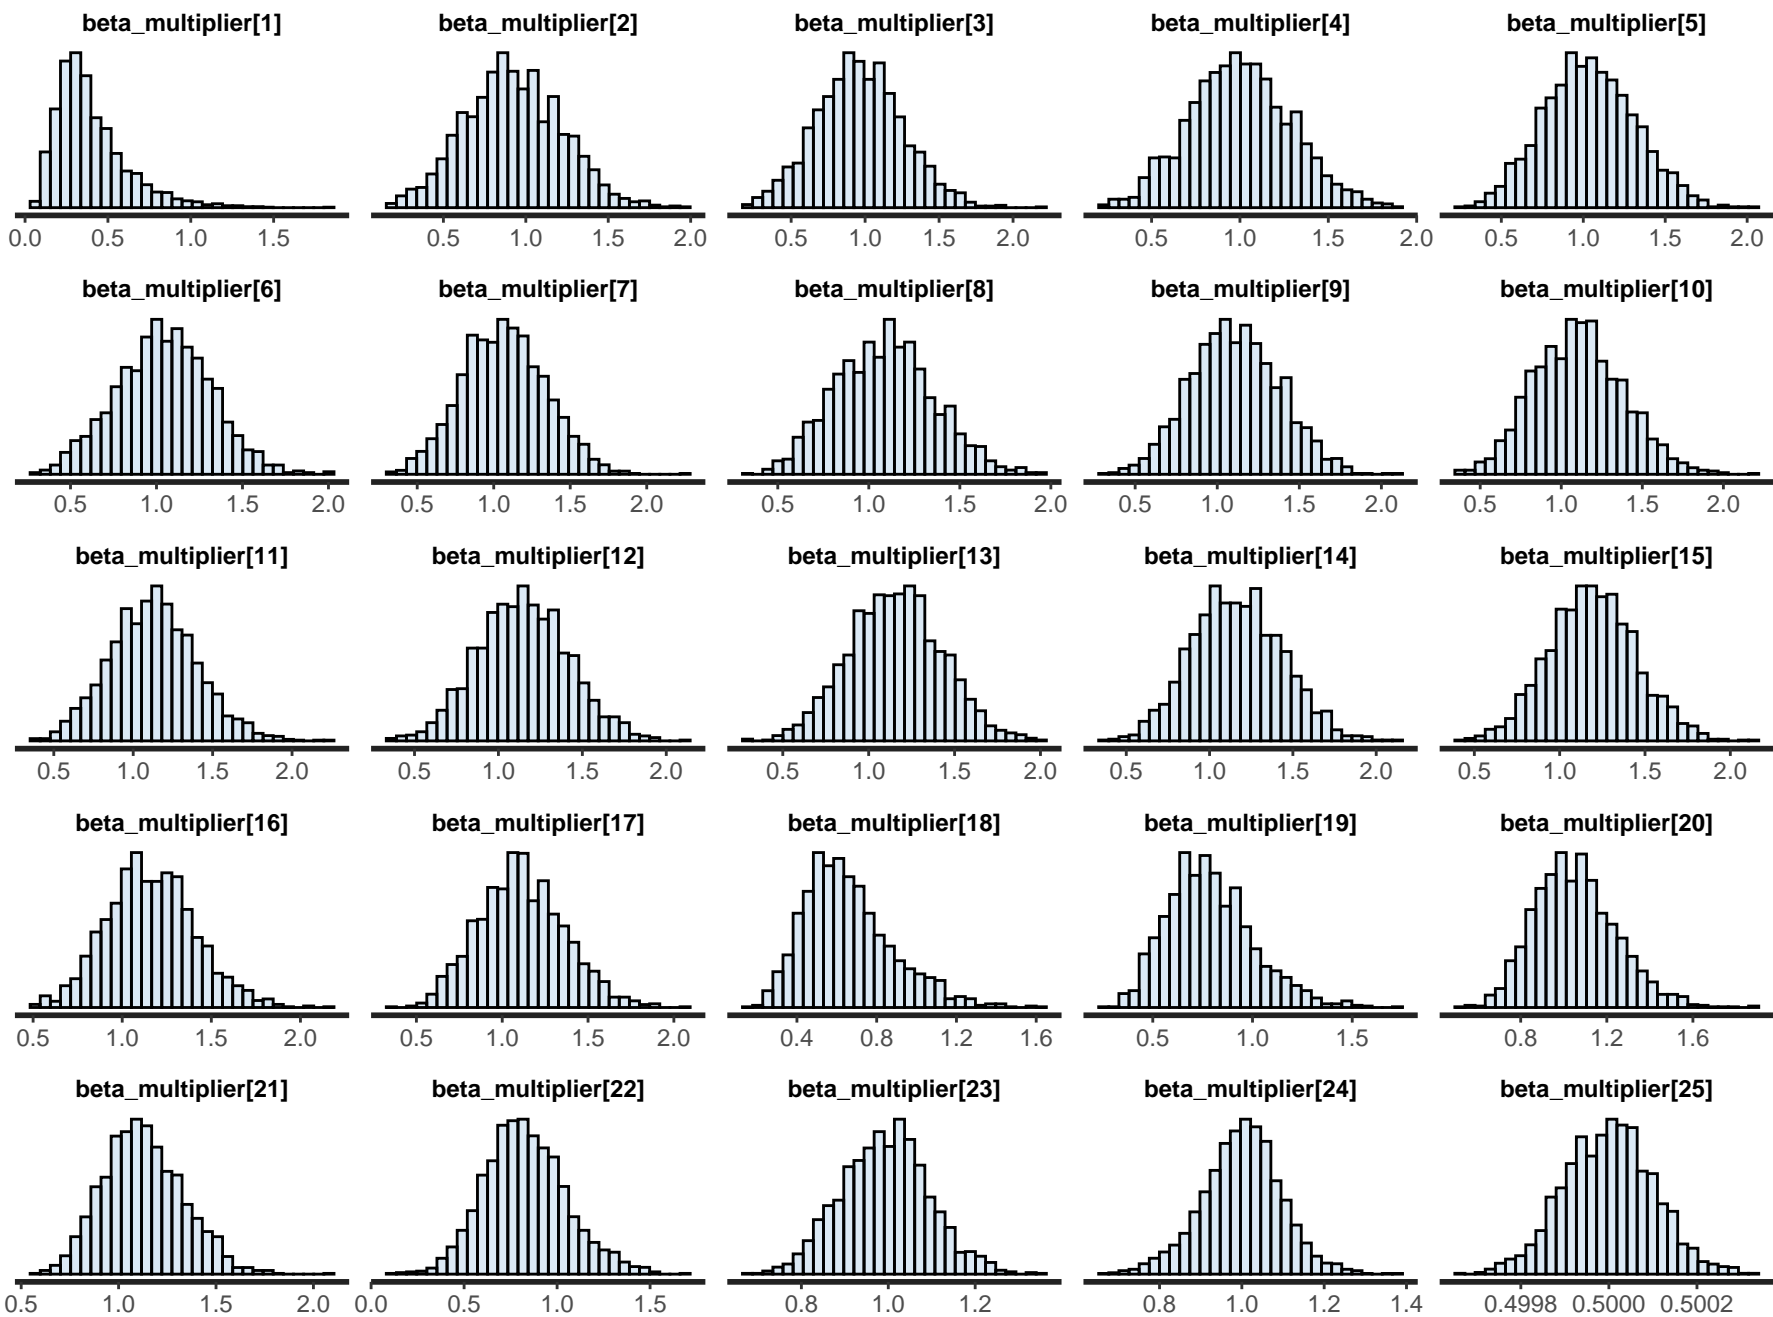 beta_multiplier[1] beta_multiplier[2] beta_multiplier[3] beta_multiplier[4] beta_multiplier[5]
0.0 0.5 1.0 1.5 0.5 1.0 1.5 2.0 0.5 1.0 1.5 2.0 0.5 1.0 1.5 2.0 0.5 1.0 1.5 2.0
beta_multiplier[6] beta_multiplier[7] beta_multiplier[8] beta_multiplier[9] beta_multiplier[10]
0.5 1.0 1.5 2.0 0.5 1.0 1.5 2.0 0.5 1.0 1.5 2.0 0.5 1.0 1.5 2.0 0.5 1.0 1.5 2.0
beta_multiplier[11] beta_multiplier[12] beta_multiplier[13] beta_multiplier[14] beta_multiplier[15]
0.5 1.0 1.5 2.0 0.5 1.0 1.5 2.0 0.5 1.0 1.5 2.0 0.5 1.0 1.5 2.0 0.5 1.0 1.5 2.0
beta_multiplier[16] beta_multiplier[17] beta_multiplier[18] beta_multiplier[19] beta_multiplier[20]
0.5 1.0 1.5 2.0 0.5 1.0 1.5 2.0 0.4 0.8 1.2 1.6 0.5 1.0 1.5 0.8 1.2 1.6
beta_multiplier[21] beta_multiplier[22] beta_multiplier[23] beta_multiplier[24] beta_multiplier[25]
0.5 1.0 1.5 2.0 0.0 0.5 1.0 1.5 0.8 1.0 1.2 0.8 1.0 1.2 1.4 0.4998 0.5000 0.5002